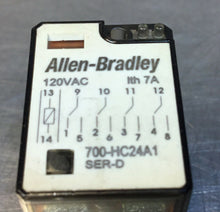 Allen-Bradley
120VAC Ith 7A
13 9 10 11 12
14 1 5 2 6 3 7 4 8
700-HC24A1
SER-D